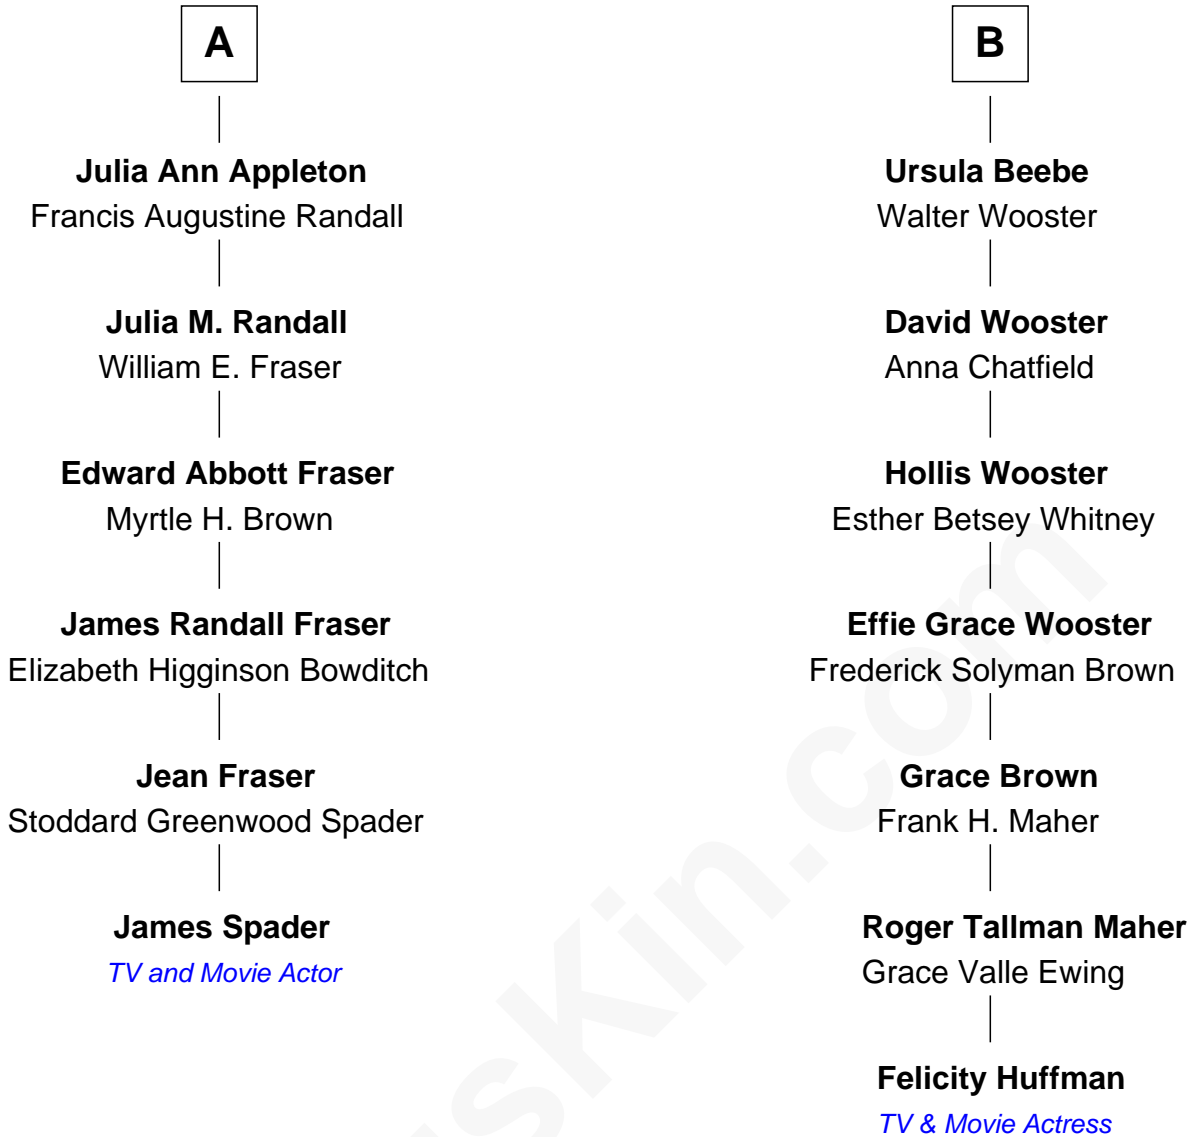 A
Julia Ann Appleton
Francis Augustine Randall
Julia M. Randall
William E. Fraser
Edward Abbott Fraser
Myrtle H. Brown
James Randall Fraser
Elizabeth Higginson Bowditch
Jean Fraser
Stoddard Greenwood Spader
James Spader
TV and Movie Actor
B
Ursula Beebe
Walter Wooster
David Wooster
Anna Chatfield
Hollis Wooster
Esther Betsey Whitney
Effie Grace Wooster
Frederick Solyman Brown
Grace Brown
Frank H. Maher
Roger Tallman Maher
Grace Valle Ewing
Felicity Huffman
TV & Movie Actress
sKin.com